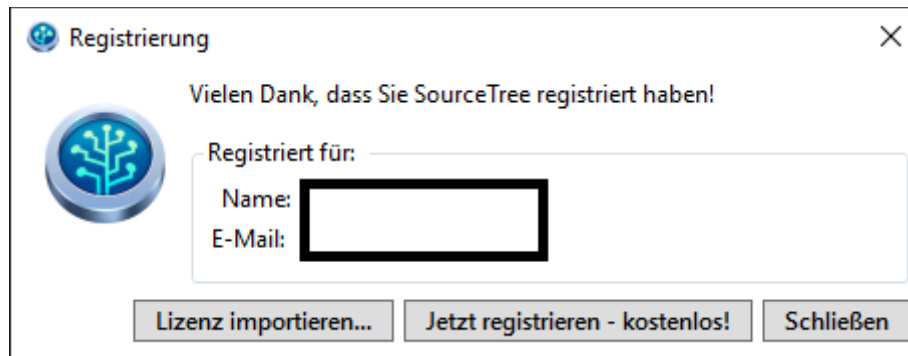 Registrierung
Vielen Dank, dass Sie SourceTree registriert haben!
Registriert für:
Name:
E-Mail:
Lizenz importieren... Jetzt registrieren - kostenlos! Schließen